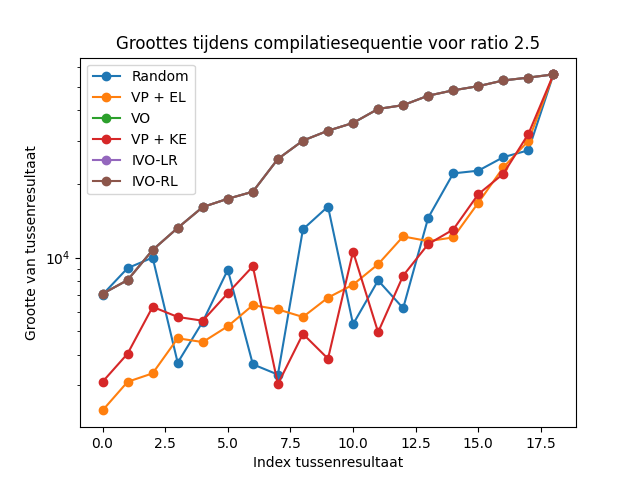 Groottes tijdens compilatiesequentie voor ratio 2.5
Random
VP + EL
VO
VP + KE
IVO-LR
IVO-RL
Grootte van tussenresultaat
10⁴
0.0 2.5 5.0 7.5 10.0 12.5 15.0 17.5
Index tussenresultaat